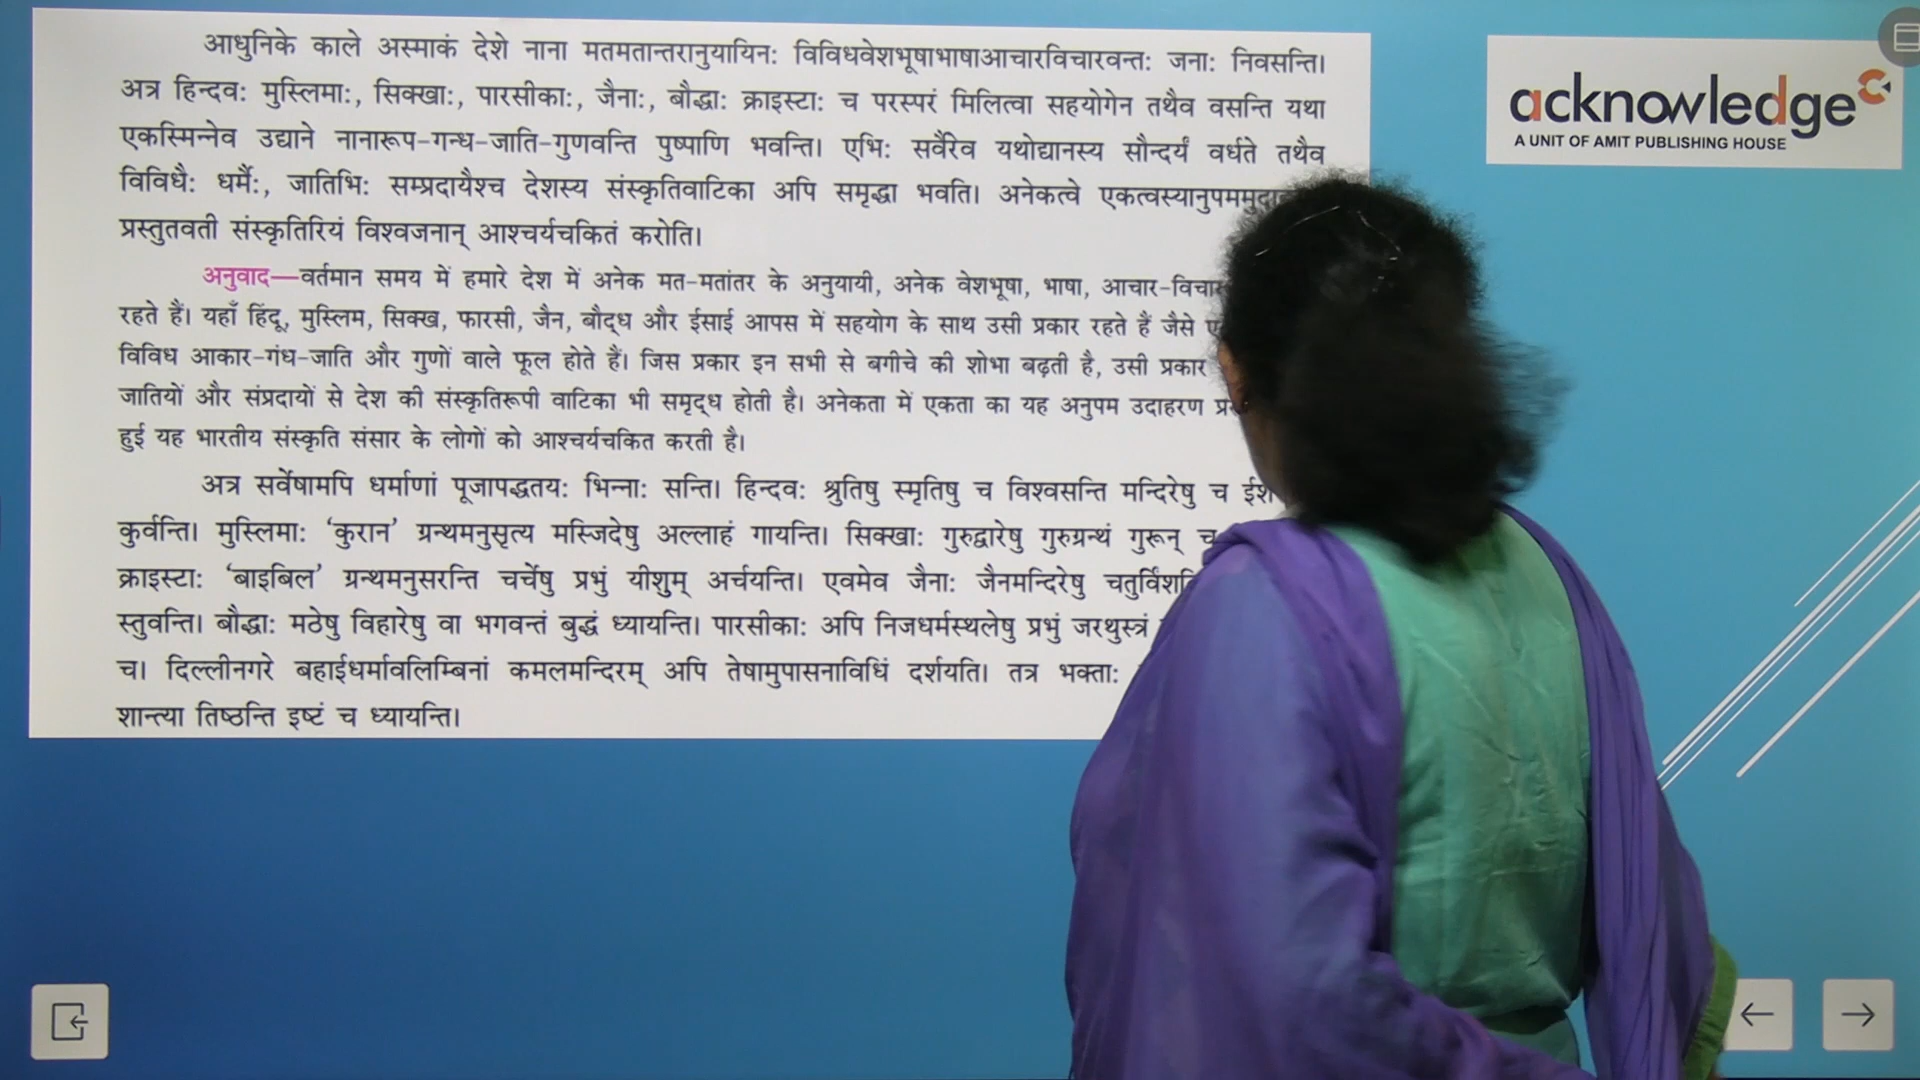 आधुनिके काले अस्माकं देशे नाना मतमतान्तरानुयायिनः विविधवेशभूषाभाषाआचारविचारवन्तः जनाः निवसन्ति।
अत्र हिन्दवः मुस्लिमाः, सिक्खाः, पारसीकाः, जैनाः, बौद्धाः क्राइस्टाः च परस्परं मिलित्वा सहयोगेन तथैव वसन्ति यथा
एकस्मिन्नेव उद्याने नानारूप-गन्ध-जाति-गुणवन्ति पुष्पाणि भवन्ति। एभिः सर्वैरेव यथोद्यानस्य सौन्दर्यं वर्धते तथैव
विविधैः धर्मैः, जातिभिः सम्प्रदायैश्च देशस्य संस्कृतिवाटिका अपि समृद्धा भवति। अनेकत्वे
प्रस्तुतवती संस्कृतिरियं विश्वजनान् आश्चर्यचकितं करोति।
अनुवाद—वर्तमान समय में हमारे देश में अनेक मत-मतांतर के अनुयायी, अनेक वेशभूषा, भाषा, आचार-विचार
रहते हैं। यहाँ हिंदू, मुस्लिम, सिक्ख, फारसी, जैन, बौद्ध और ईसाई आपस में सहयोग के साथ उसी प्रकार रहते हैं जैसे
विविध आकार-गंध-जाति और गुणों वाले फूल होते हैं। जिस प्रकार इन सभी से बगीचे की शोभा बढ़ती है, उसी प्रकार
जातियों और संप्रदायों से देश की संस्कृतिरूपी वाटिका भी समृद्ध होती है। अनेकता में एकता का यह अनुपम उदाहरण
हुई यह भारतीय संस्कृति संसार के लोगों को आश्चर्यचकित करती है।
अत्र सर्वेषामपि धर्माणां पूजापद्धतयः भिन्नाः सन्ति। हिन्दवः श्रुतिषु स्मृतिषु च विश्वसन्ति मन्दिरेषु च
कुर्वन्ति। मुस्लिमाः ‘कुरान’ ग्रन्थमनुसृत्य मस्जिदेषु अल्लाहं गायन्ति। सिक्खाः गुरुद्वारेषु गुरुग्रन्थं गुरून् च
क्राइस्टाः ‘बाइबिल’ ग्रन्थमनुसरन्ति चर्चेषु प्रभुं यीशुम् अर्चयन्ति। एवमेव जैनाः जैनमन्दिरेषु
स्तुवन्ति। बौद्धाः मठेषु विहारेषु वा भगवन्तं बुद्धं ध्यायन्ति। पारसीकाः अपि निजधर्मस्थलेषु प्रभुं जरथुस्त्रं
च। दिल्लीनगरे बहाईधर्मावलिम्बिनां कमलमन्दिरम् अपि तेषामुपासनाविधिं दर्शयति। तत्र भक्ताः
शान्त्या तिष्ठन्ति इष्टं च ध्यायन्ति।
acknowledge
A UNIT OF AMIT PUBLISHING HOUSE